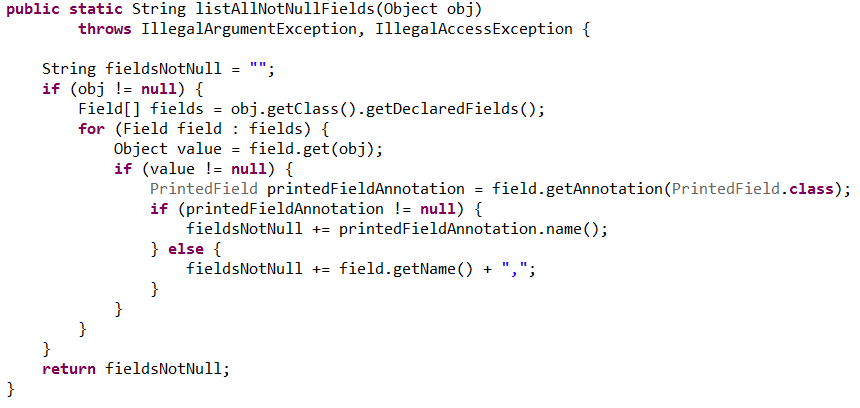 public static String listAllNotNullFields(Object obj)
        throws IllegalArgumentException, IllegalAccessException {

    String fieldsNotNull = "";
    if (obj != null) {
        Field[] fields = obj.getClass().getDeclaredFields();
        for (Field field : fields) {
            Object value = field.get(obj);
            if (value != null) {
                PrintedField printedFieldAnnotation = field.getAnnotation(PrintedField.class);
                if (printedFieldAnnotation != null) {
                    fieldsNotNull += printedFieldAnnotation.name();
                } else {
                    fieldsNotNull += field.getName() + ",";
                }
            }
        }
    }
    return fieldsNotNull;
}